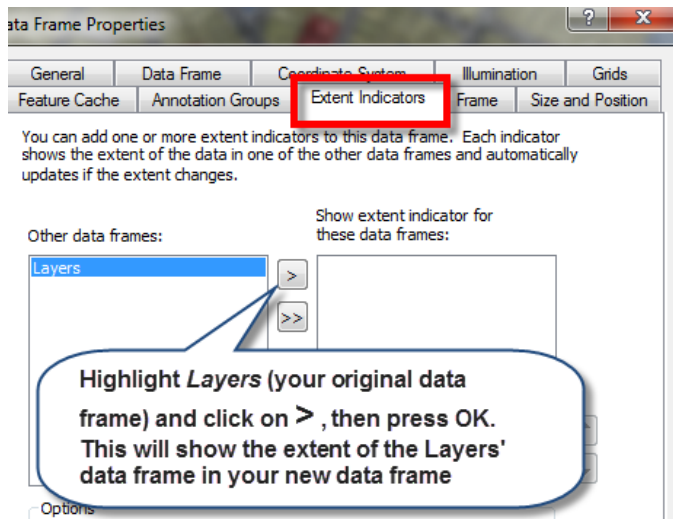 ata Frame Properties
?
X
General Data Frame Coordinate System Illumination Grids
Feature Cache Annotation Groups Extent Indicators Frame Size and Position
You can add one or more extent indicators to this data frame. Each indicator
shows the extent of the data in one of the other data frames and automatically
updates if the extent changes.
Show extent indicator for
these data frames:
Other data frames:
Layers
>
>>
Highlight Layers (your original data
frame) and click on > , then press OK.
This will show the extent of the Layers'
data frame in your new data frame
Options